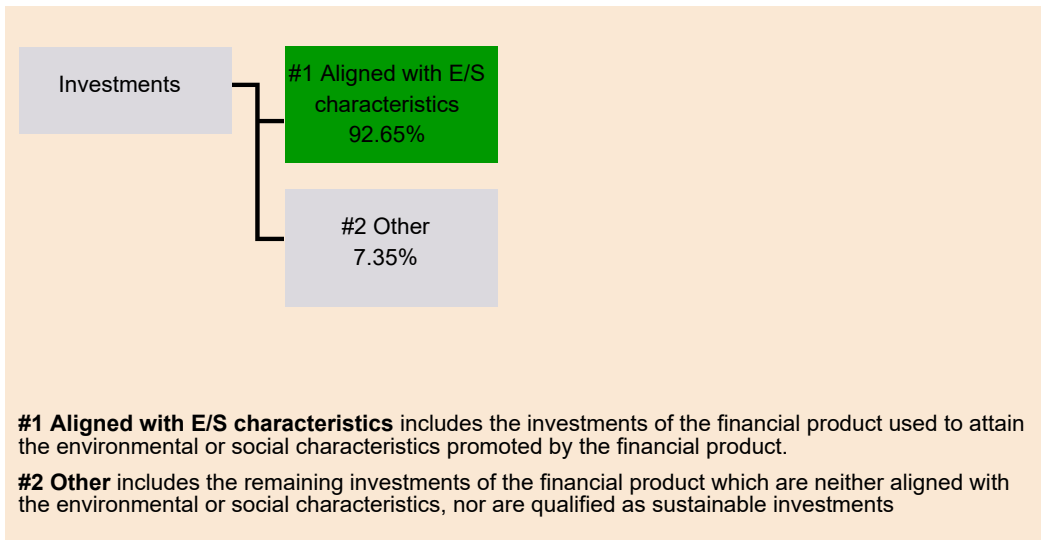 Investments
#1 Aligned with E/S
characteristics
92.65%
#2 Other
7.35%
#1 Aligned with E/S characteristics includes the investments of the financial product used to attain
the environmental or social characteristics promoted by the financial product.
#2 Other includes the remaining investments of the financial product which are neither aligned with
the environmental or social characteristics, nor are qualified as sustainable investments